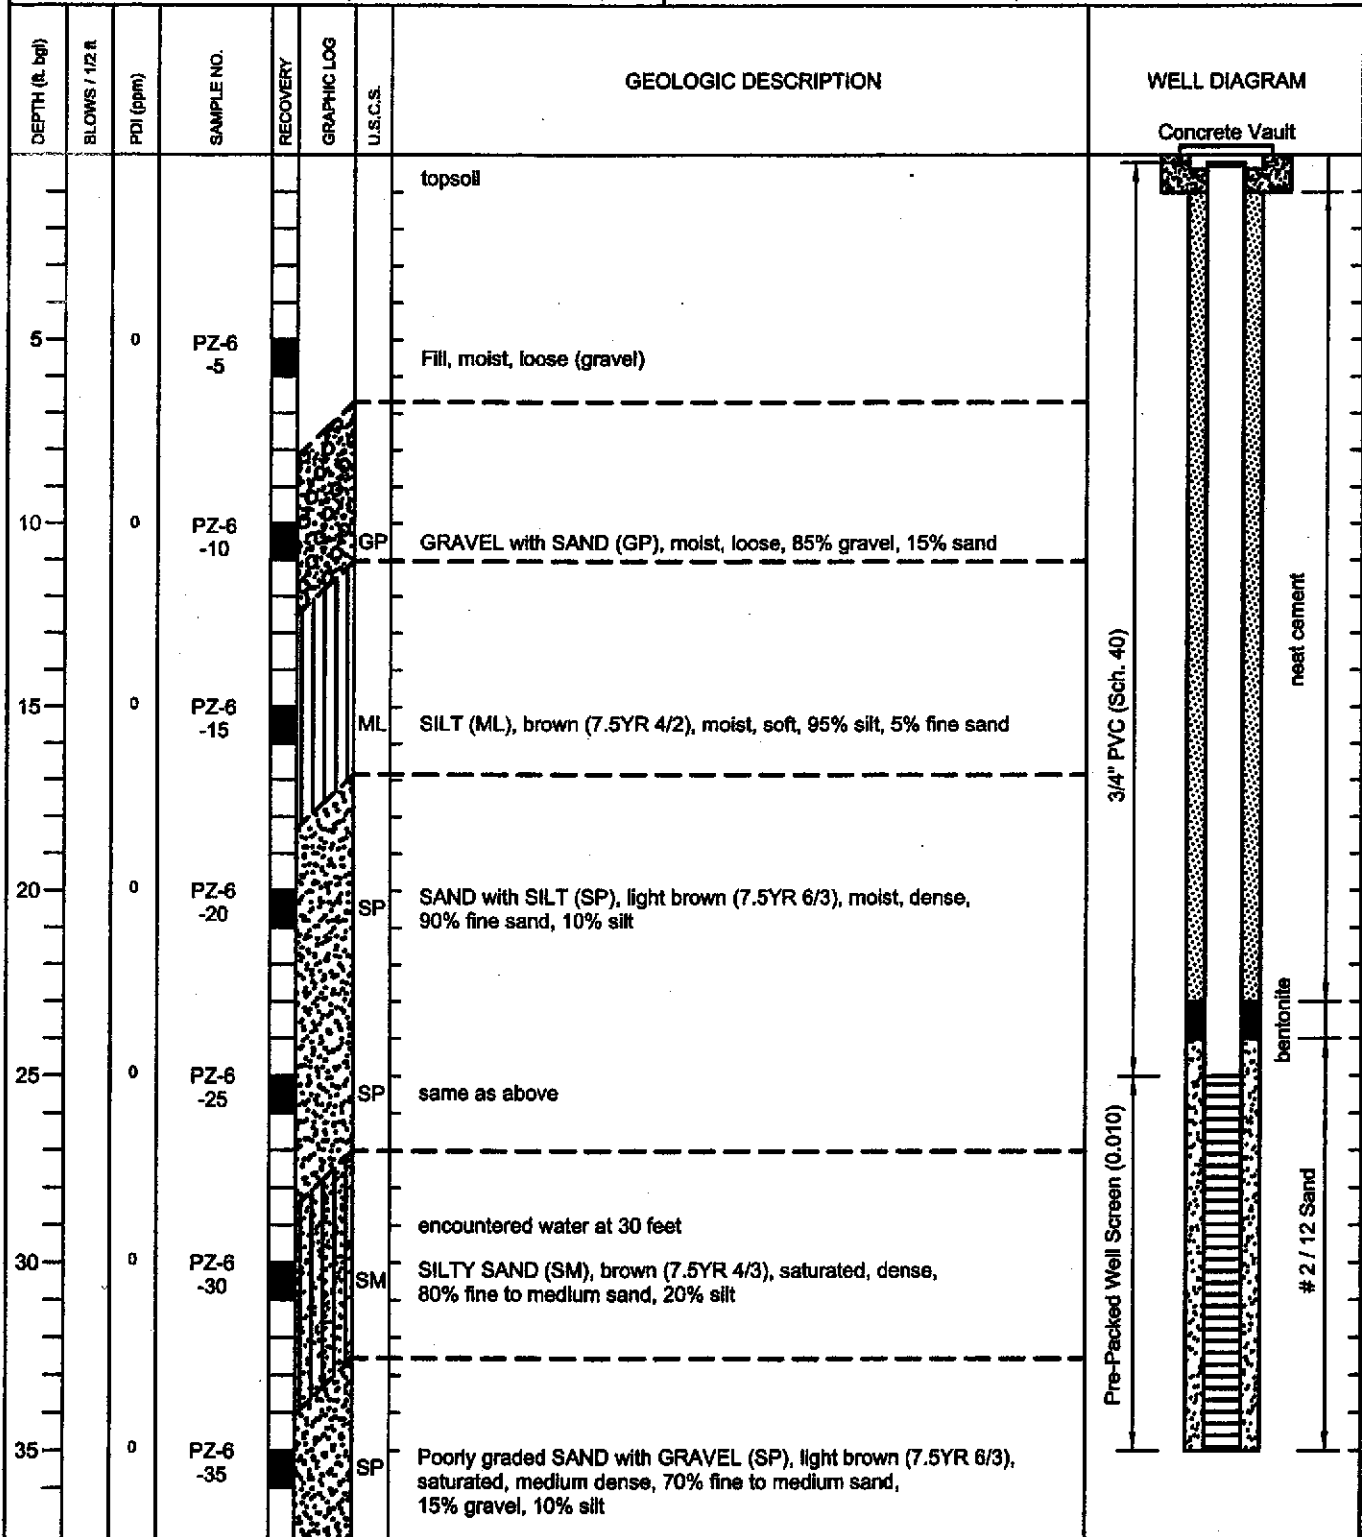 DEPTH (ft. bgl)
BLOWS / 1/2 ft
PDI (ppm)
SAMPLE NO.
RECOVERY
GRAPHIC LOG
U.S.C.S.
GEOLOGIC DESCRIPTION
WELL DIAGRAM
Concrete Vault
topsoil
5
0
PZ-6
-5
Fill, moist, loose (gravel)
10
0
PZ-6
-10
GP
GRAVEL with SAND (GP), moist, loose, 85% gravel, 15% sand
15
0
PZ-6
-15
ML
SILT (ML), brown (7.5YR 4/2), moist, soft, 95% silt, 5% fine sand
20
0
PZ-6
-20
SP
SAND with SILT (SP), light brown (7.5YR 6/3), moist, dense,
90% fine sand, 10% silt
25
0
PZ-6
-25
SP
same as above
encountered water at 30 feet
30
0
PZ-6
-30
SM
SILTY SAND (SM), brown (7.5YR 4/3), saturated, dense,
80% fine to medium sand, 20% silt
35
0
PZ-6
-35
SP
Poorly graded SAND with GRAVEL (SP), light brown (7.5YR 6/3),
saturated, medium dense, 70% fine to medium sand,
15% gravel, 10% silt
3/4" PVC (Sch. 40)
Pre-Packed Well Screen (0.010)
neat cement
bentonite
# 2 / 12 Sand